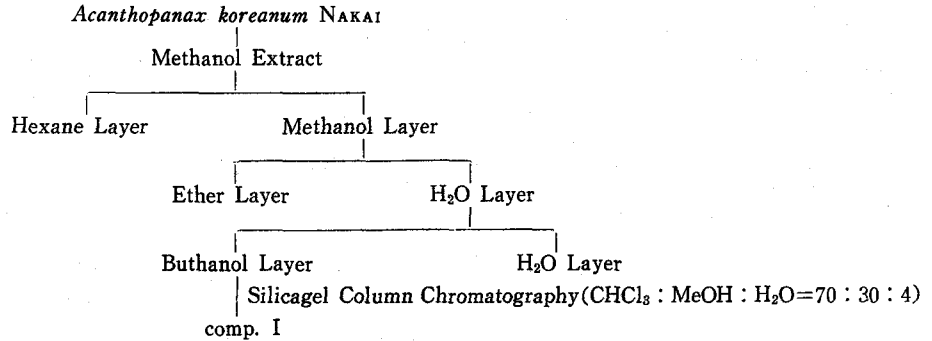 Acanthopanax koreanum NAKAI
Methanol Extract
Hexane Layer Methanol Layer
Ether Layer H₂O Layer
Buthanol Layer H₂O Layer
Silicagel Column Chromatography(CHCl₃ : MeOH : H₂O=70 : 30 : 4)
comp. I